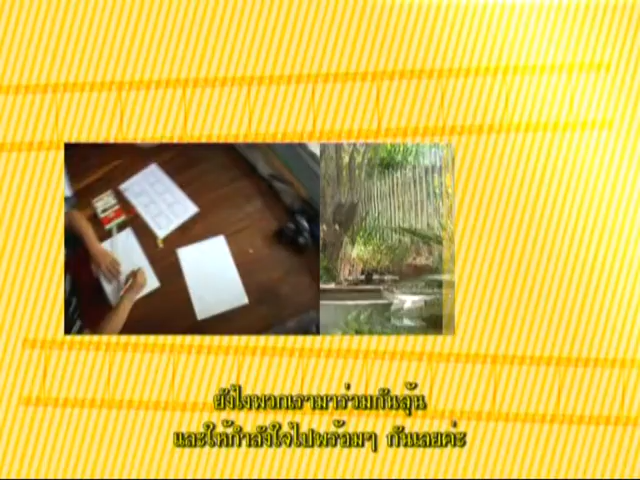 ยังไงพวกเรามาร่วมกันลุ้น
และให้กำลังใจไปพร้อมๆ กันเลยค่ะ